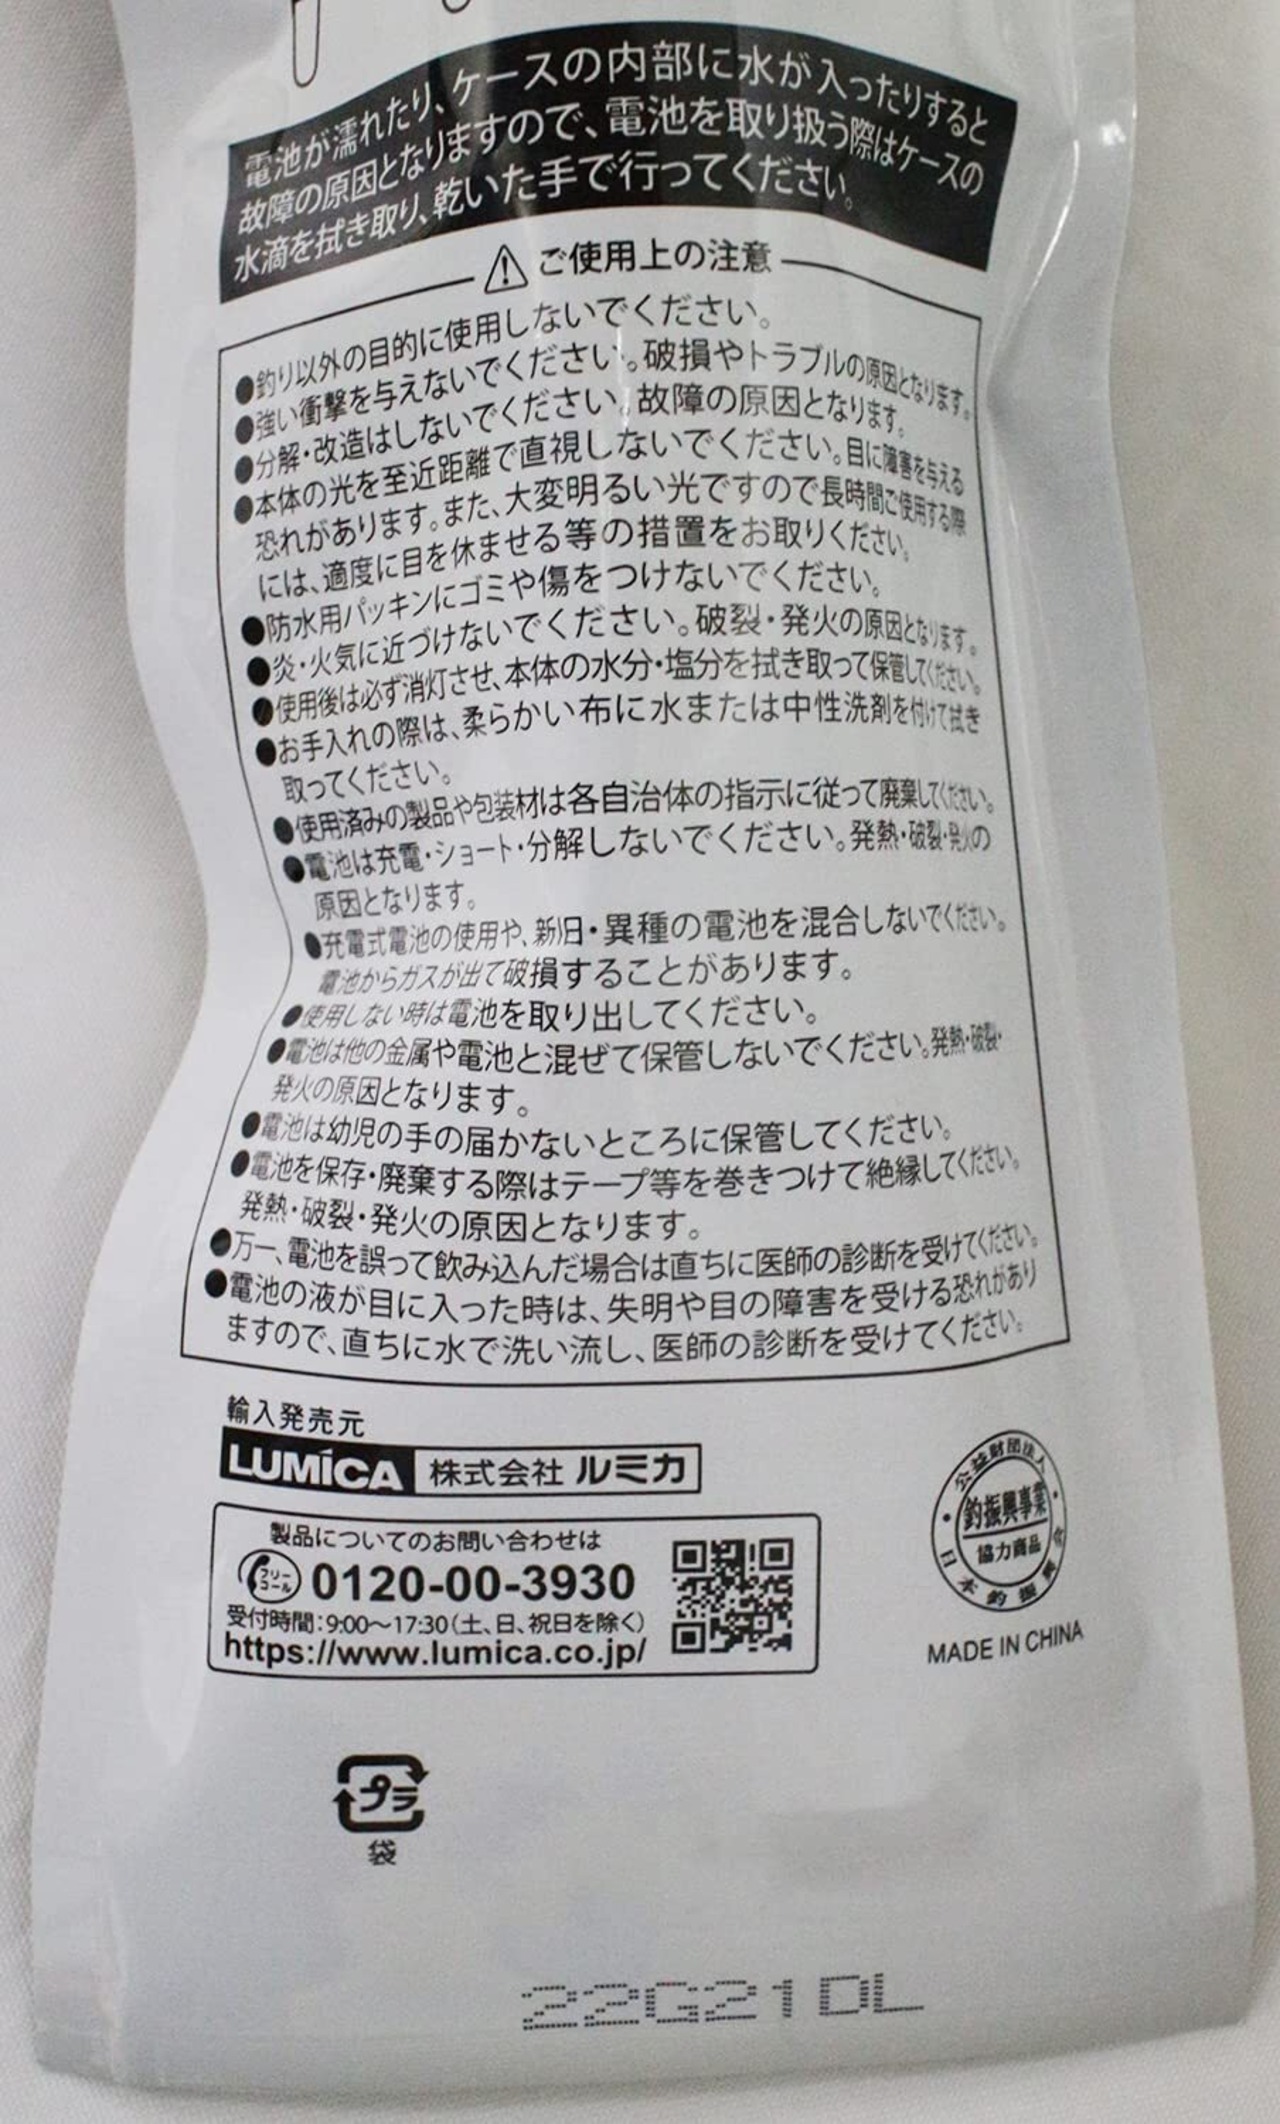 電池が濡れたり、ケースの内部に水が入ったりすると
故障の原因となりますので、電池を取り扱う際はケースの
水滴を拭き取り、乾いた手で行ってください。
ご使用上の注意
●釣り以外の目的に使用しないでください。
●強い衝撃を与えないでください。破損やトラブルの原因となります。
●分解・改造はしないでください。故障の原因となります。
●本体の光を至近距離で直視しないでください。目に障害を与える
恐れがあります。また、大変明るい光ですので長時間ご使用する際
には、適度に目を休ませる等の措置をお取りください。
●防水用パッキンにゴミや傷をつけないでください。
●炎・火気に近づけないでください。破裂・発火の原因となります。
●使用後は必ず消灯させ、本体の水分・塩分を拭き取って保管してください。
●お手入れの際は、柔らかい布に水または中性洗剤を付けて拭き
取ってください。
●使用済みの製品や包装材は各自治体の指示に従って廃棄してください。
●電池は充電・ショート・分解しないでください。発熱・破裂・発火の
原因となります。
●充電式電池の使用や、新旧・異種の電池を混合しないでください。
電池からガスが出て破損することがあります。
●使用しない時は電池を取り出してください。
●電池は他の金属や電池と混ぜて保管しないでください。発熱・破裂・
発火の原因となります。
●電池は幼児の手の届かないところに保管してください。
●電池を保存・廃棄する際はテープ等を巻きつけて絶縁してください。
発熱・破裂・発火の原因となります。
●万一、電池を誤って飲み込んだ場合は直ちに医師の診断を受けてください。
●電池の液が目に入った時は、失明や目の障害を受ける恐れがあり
ますので、直ちに水で洗い流し、医師の診断を受けてください。
輸入発売元
LUMiCA 株式会社 ルミカ
製品についてのお問い合わせは
フリーコール 0120-00-3930
受付時間：9:00〜17:30（土、日、祝日を除く）
https://www.lumica.co.jp/
公益財団法人
釣振興事業
協力商品
日本釣振興会
MADE IN CHINA
プラ
袋
22G21DL